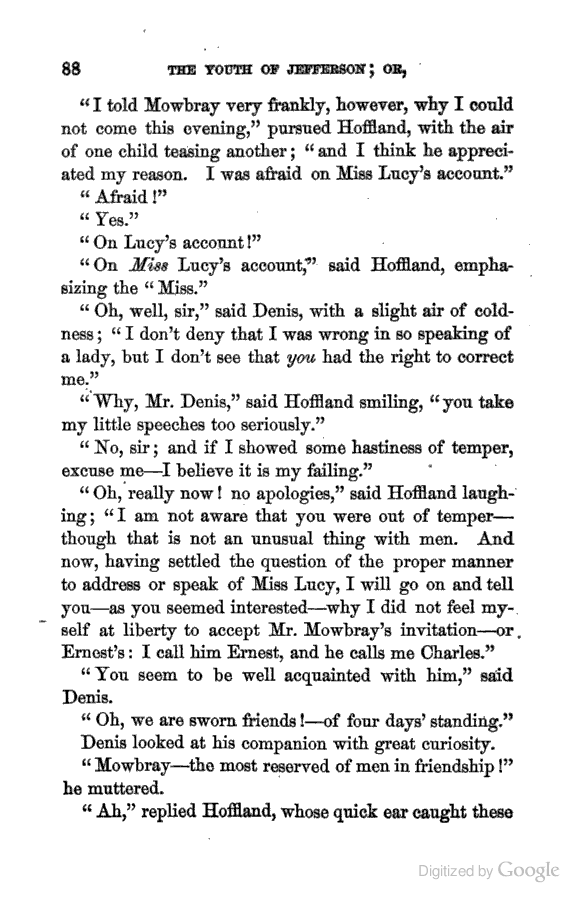 88 THE YOUTH OF JEFFERSON; OR,
"I told Mowbray very frankly, however, why I could
not come this evening," pursued Hoffland, with the air
of one child teasing another; "and I think he appreci-
ated my reason. I was afraid on Miss Lucy's account."
"Afraid!"
"Yes."
"On Lucy's account!"
"On Miss Lucy's account," said Hoffland, empha-
sizing the "Miss."
"Oh, well, sir," said Denis, with a slight air of cold-
ness; "I don't deny that I was wrong in so speaking of
a lady, but I don't see that you had the right to correct
me."
"Why, Mr. Denis," said Hoffland smiling, "you take
my little speeches too seriously."
"No, sir; and if I showed some hastiness of temper,
excuse me—I believe it is my failing."
"Oh, really now! no apologies," said Hoffland laugh-
ing; "I am not aware that you were out of temper—
though that is not an unusual thing with men. And
now, having settled the question of the proper manner
to address or speak of Miss Lucy, I will go on and tell
you—as you seemed interested—why I did not feel my-
self at liberty to accept Mr. Mowbray's invitation—or
Ernest's: I call him Ernest, and he calls me Charles."
"You seem to be well acquainted with him," said
Denis.
"Oh, we are sworn friends!—of four days' standing."
Denis looked at his companion with great curiosity.
"Mowbray—the most reserved of men in friendship!"
he muttered.
"Ah," replied Hoffland, whose quick ear caught these
Digitized by Google